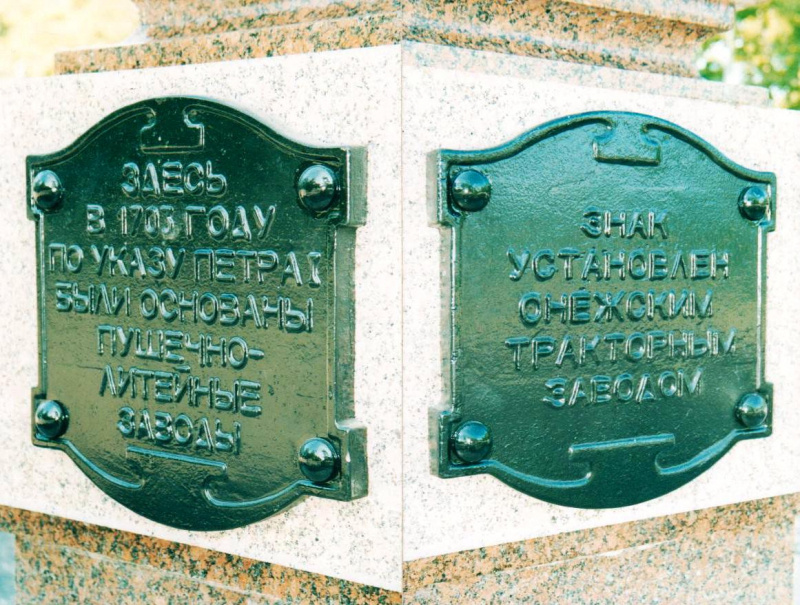 ЗДЕСЬ
В 1703 ГОДУ
ПО УКАЗУ ПЕТРА I
БЫЛИ ОСНОВАНЫ
ПУШЕЧНО-
ЛИТЕЙНЫЕ
ЗАВОДЫ
ЗНАК
УСТАНОВЛЕН
ОНЕЖСКИМ
ТРАКТОРНЫМ
ЗАВОДОМ